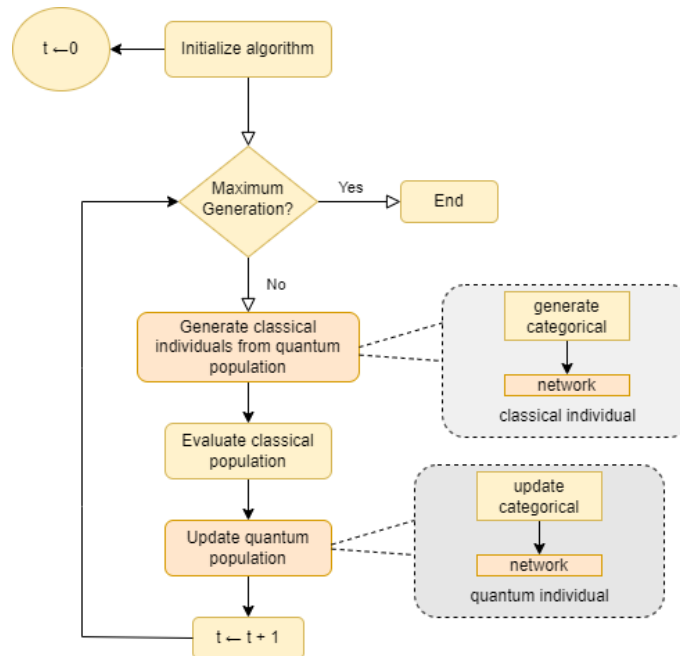 t ←0
Initialize algorithm
Maximum
Generation?
Yes
End
No
Generate classical
individuals from quantum
population
generate
categorical
network
classical individual
Evaluate classical
population
Update quantum
population
update
categorical
network
quantum individual
t ← t + 1